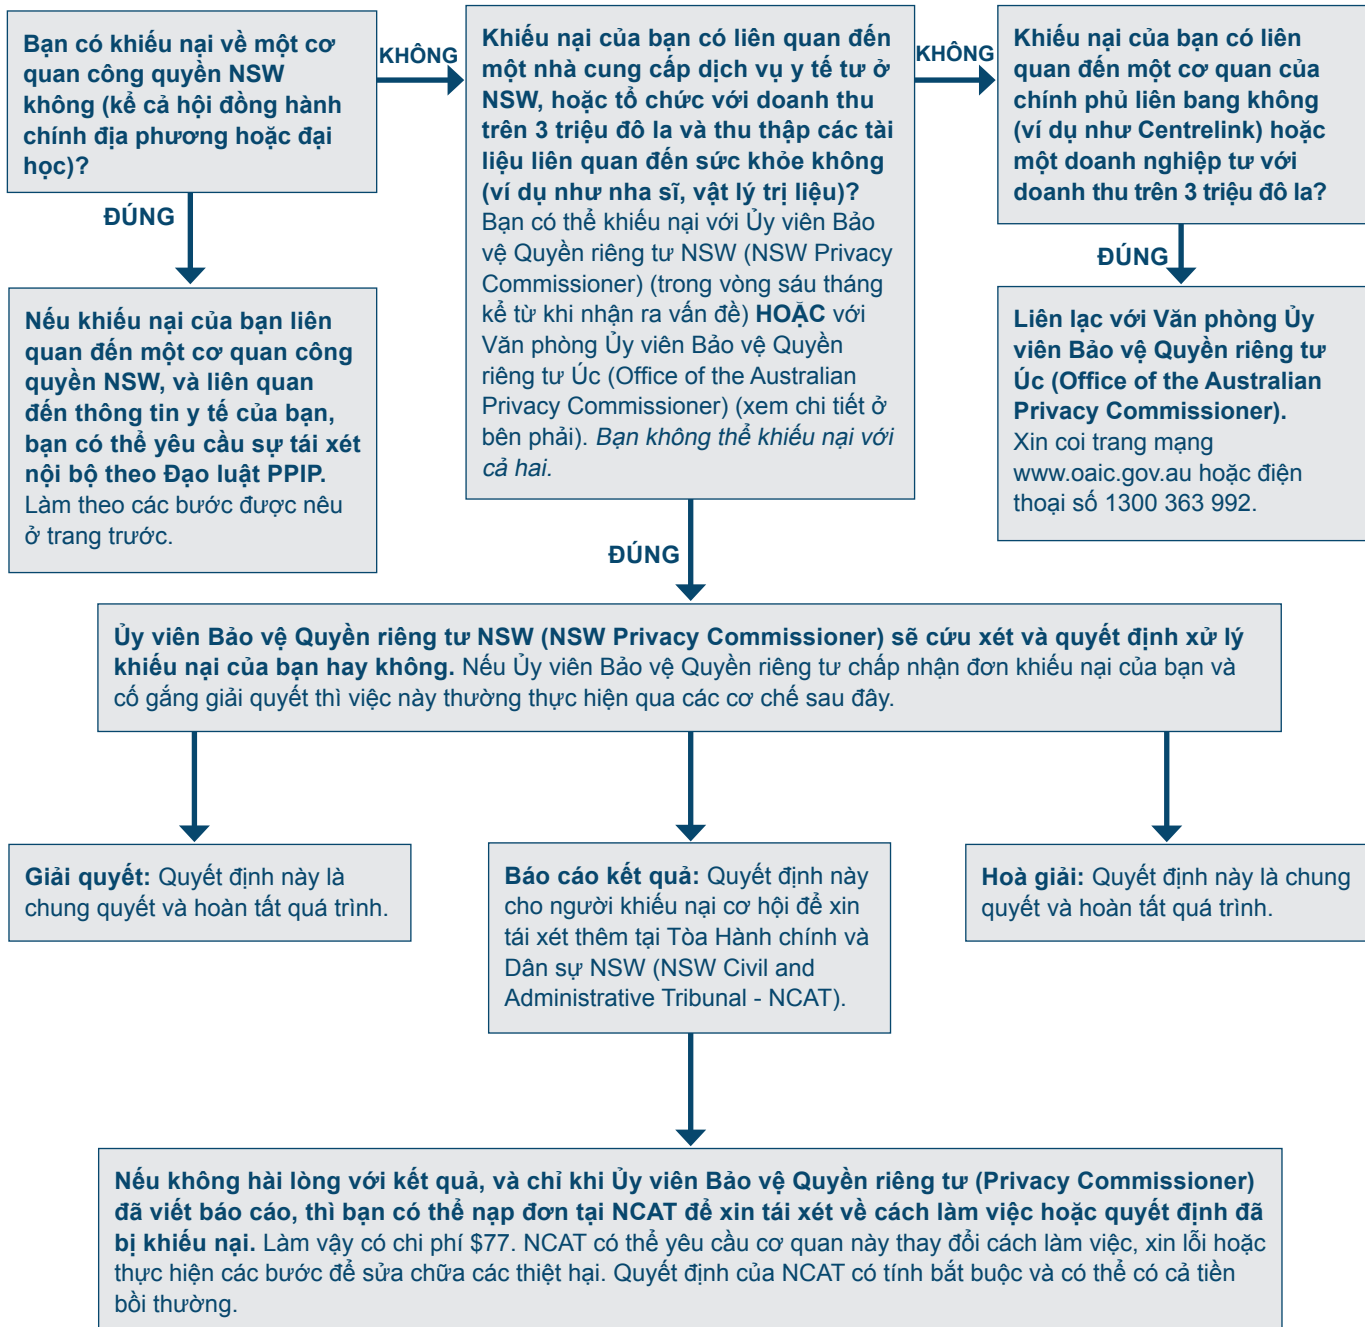 Bạn có khiếu nại về một cơ
quan công quyền NSW
không (kể cả hội đồng hành
chính địa phương hoặc đại
học)?
KHÔNG
Khiếu nại của bạn có liên quan đến
một nhà cung cấp dịch vụ y tế tư ở
NSW, hoặc tổ chức với doanh thu
trên 3 triệu đô la và thu thập các tài
liệu liên quan đến sức khỏe không
(ví dụ như nha sĩ, vật lý trị liệu)?
Bạn có thể khiếu nại với Ủy viên Bảo
vệ Quyền riêng tư NSW (NSW Privacy
Commissioner) (trong vòng sáu tháng
kể từ khi nhận ra vấn đề) HOẶC với
Văn phòng Ủy viên Bảo vệ Quyền
riêng tư Úc (Office of the Australian
Privacy Commissioner) (xem chi tiết ở
bên phải). Bạn không thể khiếu nại với
cả hai.
KHÔNG
Khiếu nại của bạn có liên
quan đến một cơ quan của
chính phủ liên bang không
(ví dụ như Centrelink) hoặc
một doanh nghiệp tư với
doanh thu trên 3 triệu đô la?
ĐÚNG
Nếu khiếu nại của bạn liên
quan đến một cơ quan công
quyền NSW, và liên quan
đến thông tin y tế của bạn,
bạn có thể yêu cầu sự tái xét
nội bộ theo Đạo luật PPIP.
Làm theo các bước được nêu
ở trang trước.
ĐÚNG
Liên lạc với Văn phòng Ủy
viên Bảo vệ Quyền riêng tư
Úc (Office of the Australian
Privacy Commissioner).
Xin coi trang mạng
www.oaic.gov.au hoặc điện
thoại số 1300 363 992.
ĐÚNG
Ủy viên Bảo vệ Quyền riêng tư NSW (NSW Privacy Commissioner) sẽ cứu xét và quyết định xử lý
khiếu nại của bạn hay không. Nếu Ủy viên Bảo vệ Quyền riêng tư chấp nhận đơn khiếu nại của bạn và
cố gắng giải quyết thì việc này thường thực hiện qua các cơ chế sau đây.
Giải quyết: Quyết định này là
chung quyết và hoàn tất quá trình.
Báo cáo kết quả: Quyết định này
cho người khiếu nại cơ hội để xin
tái xét thêm tại Tòa Hành chính và
Dân sự NSW (NSW Civil and
Administrative Tribunal - NCAT).
Hoà giải: Quyết định này là chung
quyết và hoàn tất quá trình.
Nếu không hài lòng với kết quả, và chỉ khi Ủy viên Bảo vệ Quyền riêng tư (Privacy Commissioner)
đã viết báo cáo, thì bạn có thể nạp đơn tại NCAT để xin tái xét về cách làm việc hoặc quyết định đã
bị khiếu nại. Làm vậy có chi phí $77. NCAT có thể yêu cầu cơ quan này thay đổi cách làm việc, xin lỗi hoặc
thực hiện các bước để sửa chữa các thiệt hại. Quyết định của NCAT có tính bắt buộc và có thể có cả tiền
bồi thường.